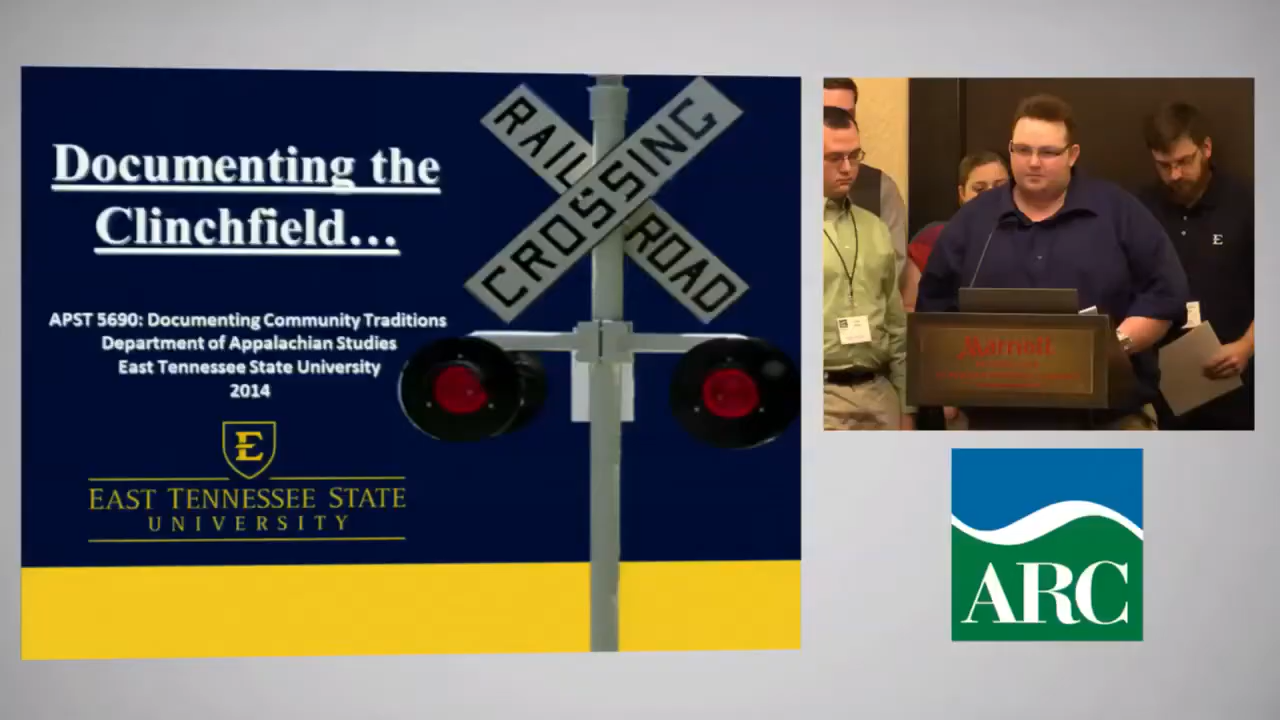 Documenting the
Clinchfield...
APST 5690: Documenting Community Traditions
Department of Appalachian Studies
East Tennessee State University
2014
E
EAST TENNESSEE STATE
UNIVERSITY
RAIL
ROAD
CROSSING
E
Marriott
ARC